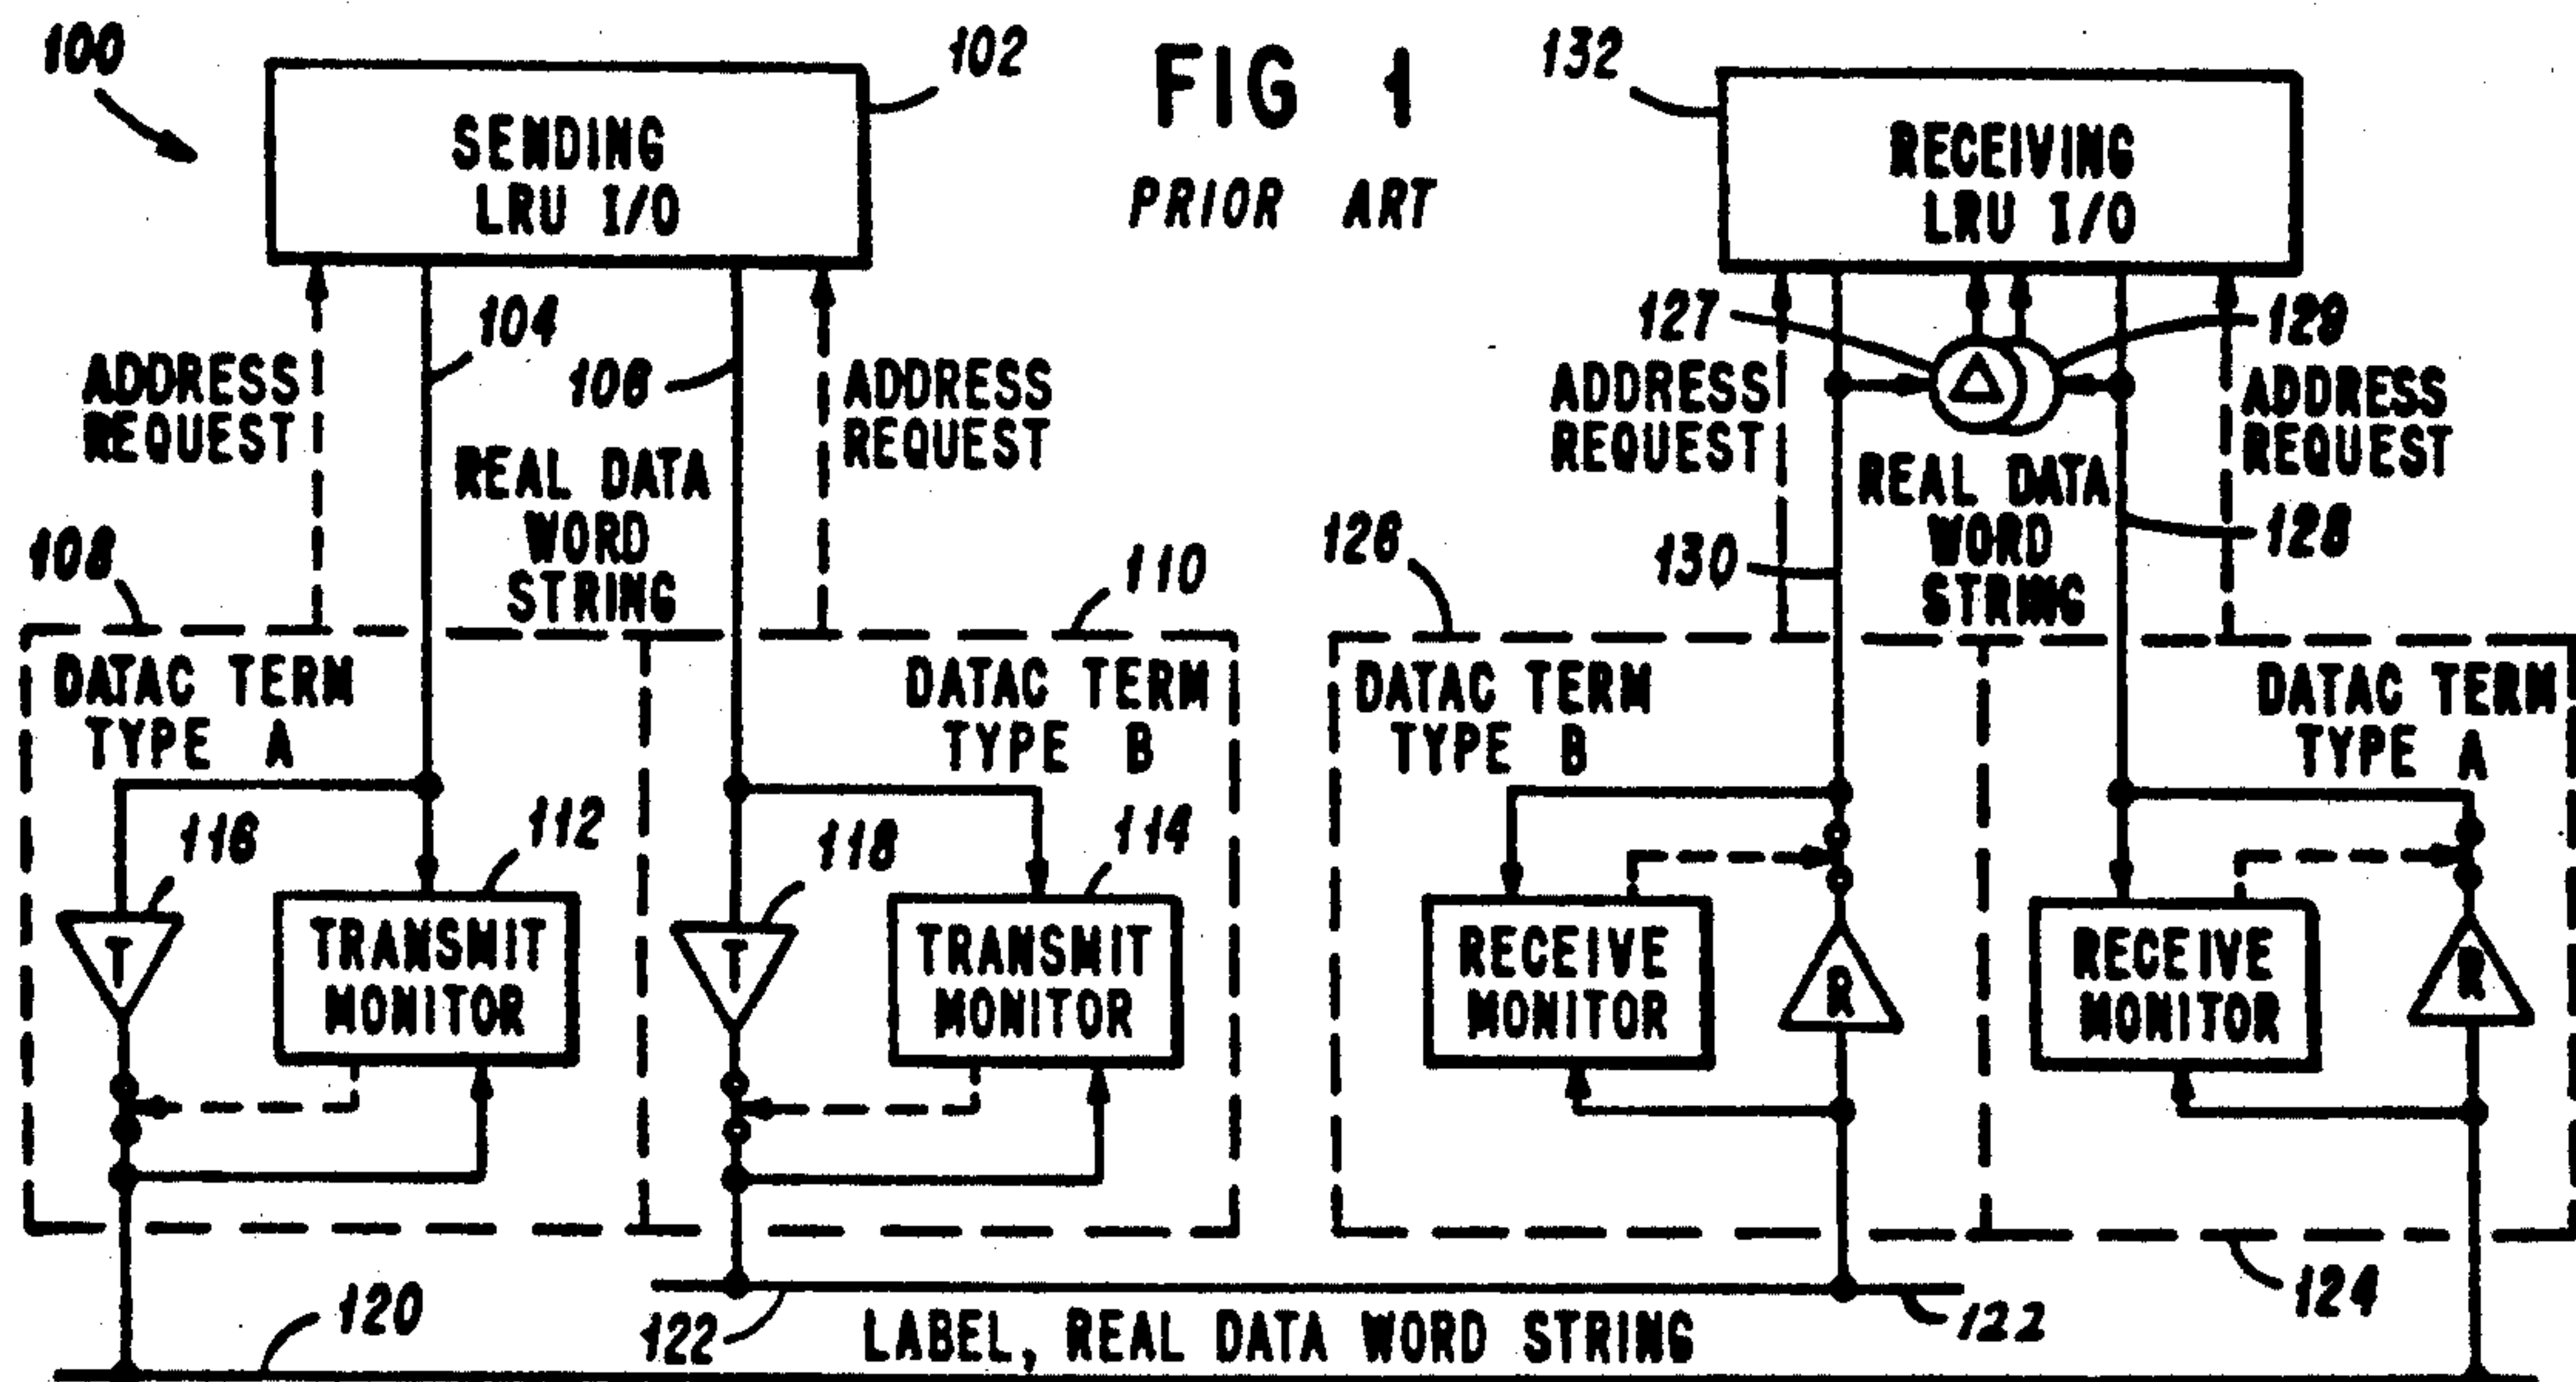 100
102
FIG 1
132
SENDING
LRU I/O
PRIOR ART
RECEIVING
LRU I/O
104
106
127
129
ADDRESS
REQUEST
ADDRESS
REQUEST
ADDRESS
REQUEST
ADDRESS
REQUEST
REAL DATA
WORD
STRING
REAL DATA
WORD
STRING
108
110
126
130
128
DATAC TERM
TYPE A
DATAC TERM
TYPE B
DATAC TERM
TYPE B
DATAC TERM
TYPE A
116
112
118
114
T
TRANSMIT
MONITOR
T
TRANSMIT
MONITOR
RECEIVE
MONITOR
R
RECEIVE
MONITOR
R
120
122
LABEL, REAL DATA WORD STRING
122
124